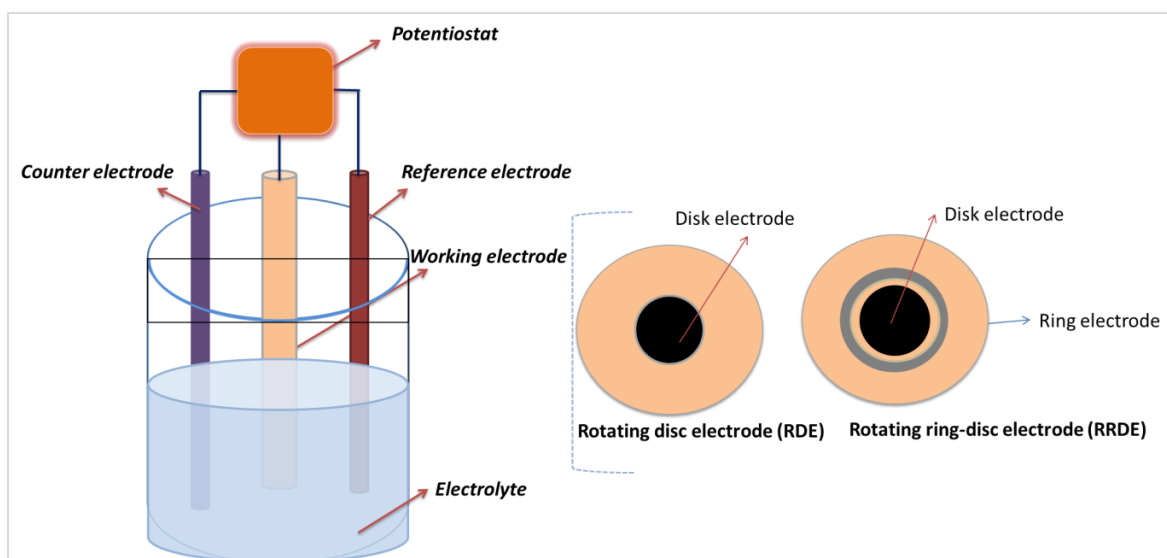 Potentiostat
Counter electrode
Reference electrode
Working electrode
Electrolyte
Disk electrode
Disk electrode
Ring electrode
Rotating disc electrode (RDE)
Rotating ring-disc electrode (RRDE)